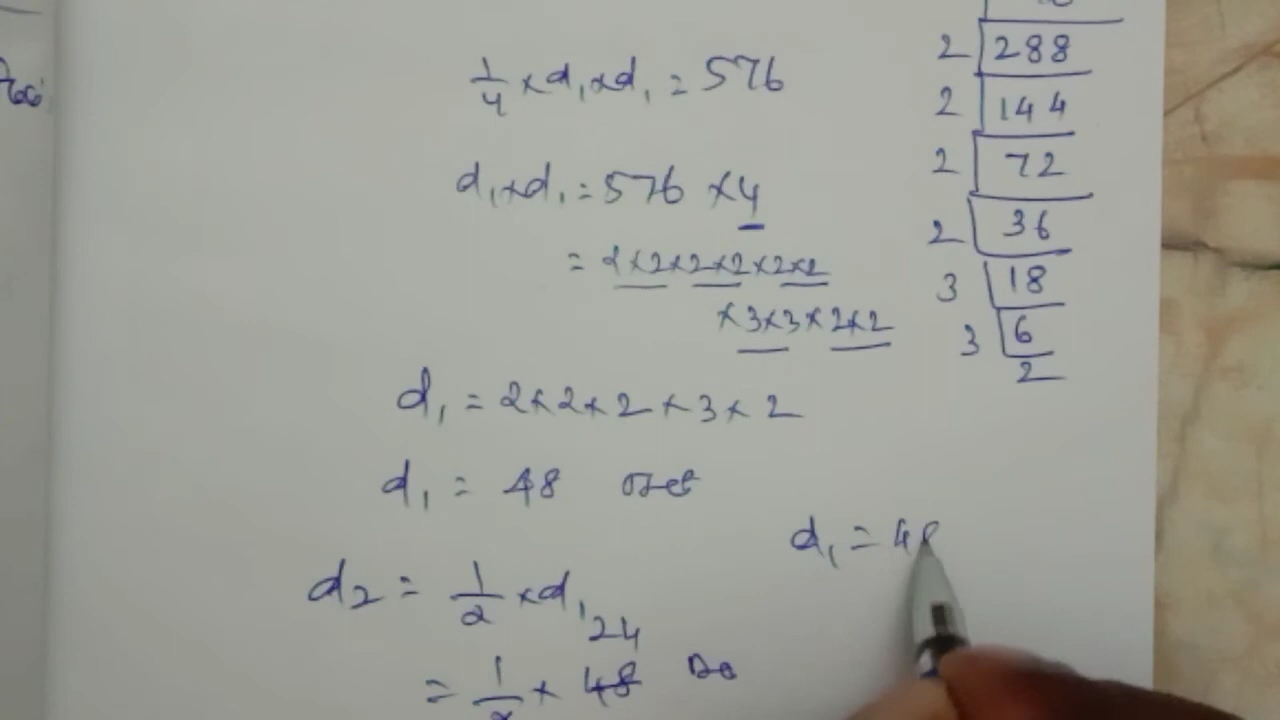 1/4 × d₁ × d₁ = 576
d₁ × d₁ = 576 × 4
= 2 × 2 × 2 × 2 × 2 × 2
× 3 × 3 × 2 × 2
d₁ = 2 × 2 × 2 × 3 × 2
d₁ = 48
d₁ = 48
d₂ = 1/2 × d₁
24
= 1/2 × 48
2 | 288
2 | 144
2 | 72
2 | 36
3 | 18
3 | 6
2